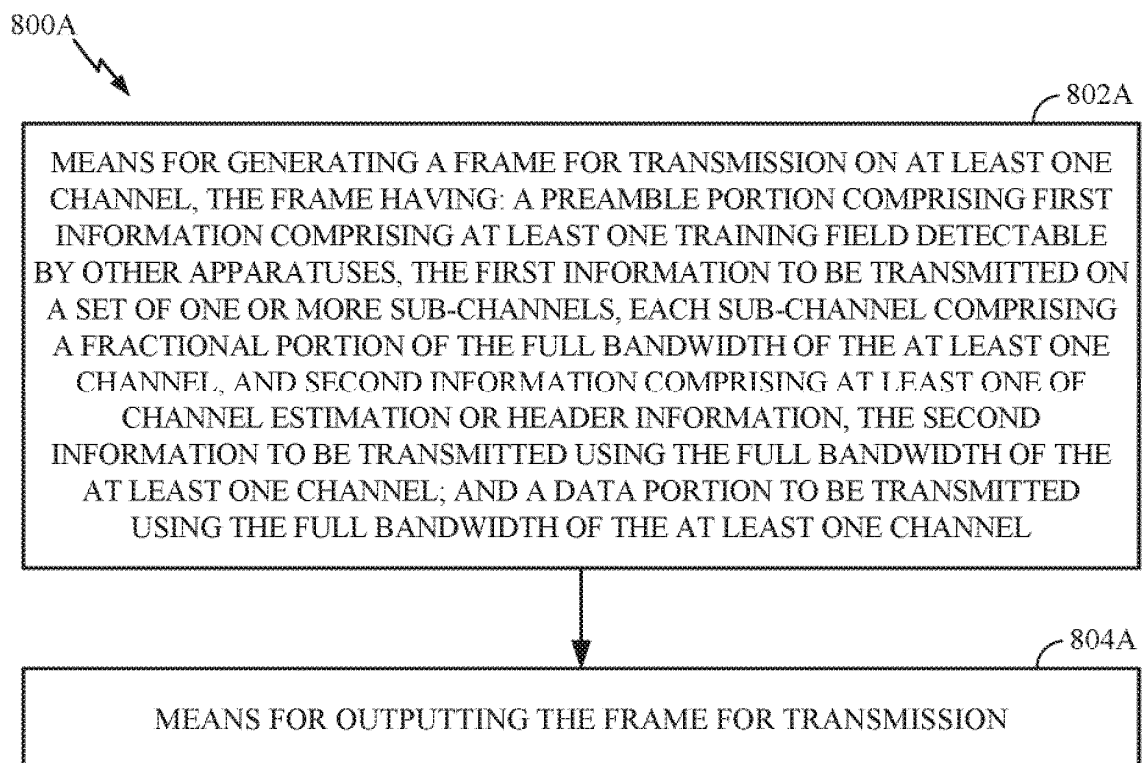 800A
802A
MEANS FOR GENERATING A FRAME FOR TRANSMISSION ON AT LEAST ONE
CHANNEL, THE FRAME HAVING: A PREAMBLE PORTION COMPRISING FIRST
INFORMATION COMPRISING AT LEAST ONE TRAINING FIELD DETECTABLE
BY OTHER APPARATUSES, THE FIRST INFORMATION TO BE TRANSMITTED ON
A SET OF ONE OR MORE SUB-CHANNELS, EACH SUB-CHANNEL COMPRISING
A FRACTIONAL PORTION OF THE FULL BANDWIDTH OF THE AT LEAST ONE
CHANNEL, AND SECOND INFORMATION COMPRISING AT LEAST ONE OF
CHANNEL ESTIMATION OR HEADER INFORMATION, THE SECOND
INFORMATION TO BE TRANSMITTED USING THE FULL BANDWIDTH OF THE
AT LEAST ONE CHANNEL; AND A DATA PORTION TO BE TRANSMITTED
USING THE FULL BANDWIDTH OF THE AT LEAST ONE CHANNEL
804A
MEANS FOR OUTPUTTING THE FRAME FOR TRANSMISSION